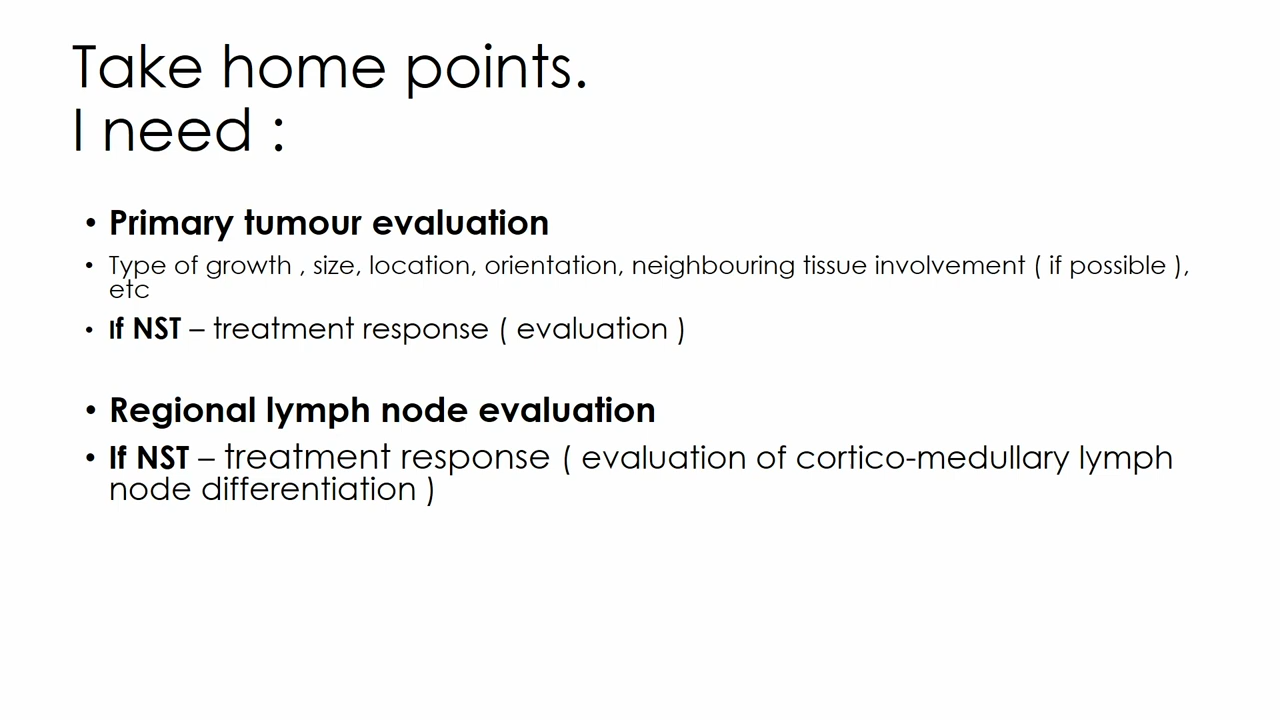 Take home points.
I need :
• Primary tumour evaluation
• Type of growth , size, location, orientation, neighbouring tissue involvement ( if possible ),
etc
• If NST – treatment response ( evaluation )
• Regional lymph node evaluation
• If NST – treatment response ( evaluation of cortico-medullary lymph
node differentiation )